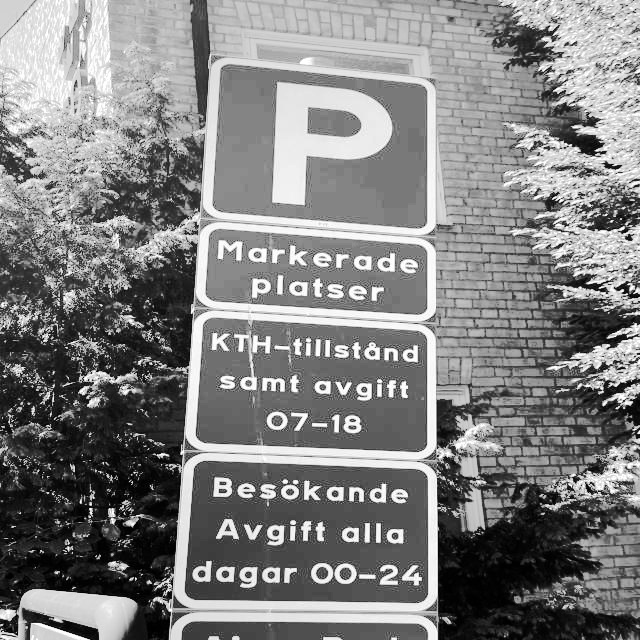 P
Markerade
platser
KTH-tillstånd
samt avgift
07-18
Besökande
Avgift alla
dagar 00-24